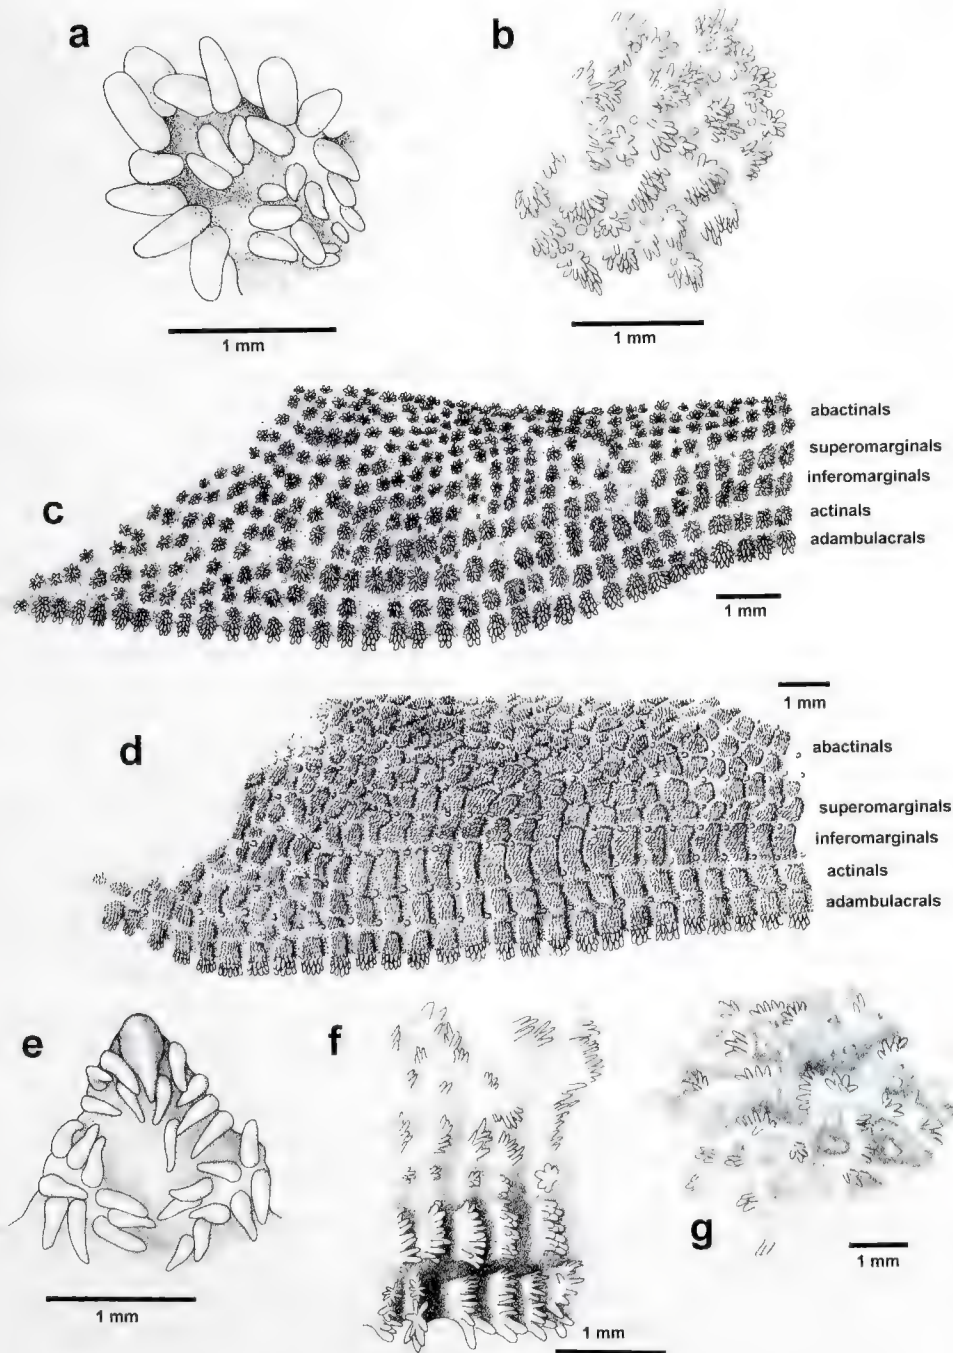 a
b
1 mm
1 mm
c
abactinals
superomarginals
inferomarginals
actinals
adambulacrals
1 mm
1 mm
d
abactinals
superomarginals
inferomarginals
actinals
adambulacrals
e
1 mm
f
1 mm
g
1 mm